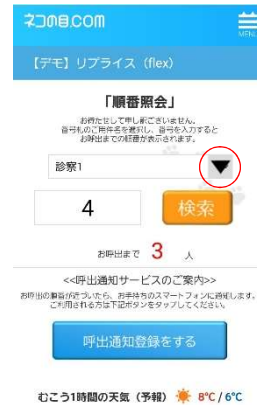 ネコの目.COM
MENU
【デモ】リプライス（flex）
「順番照会」
お待たせして申し訳ございません。
番号札のご用件名を選択し、番号を入力すると
お呼出までの順番が表示されます。
診察1
4
検索
お呼出まで 3 人
<<呼出通知サービスのご案内>>
お呼出の順番が近づいたら、お手持ちのスマートフォンに通知します。
ご利用される方は下記ボタンをタップしてください。
呼出通知登録をする
むこう1時間の天気（予報） 8℃ / 6℃